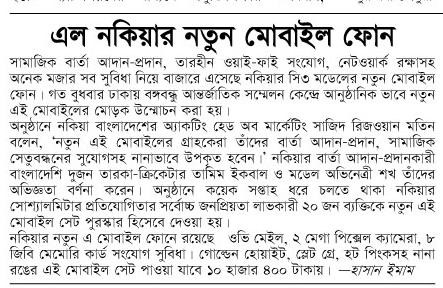 এল নকিয়ার নতুন মোবাইল ফোন
সামাজিক বার্তা আদান-প্রদান, তারহীন ওয়াই-ফাই সংযোগ, নেটওয়ার্ক রক্ষাসহ
অনেক মজার সব সুবিধা নিয়ে বাজারে এসেছে নকিয়ার সি৩ মডেলের নতুন মোবাইল
ফোন। গত বুধবার ঢাকায় বঙ্গবন্ধু আন্তর্জাতিক সম্মেলন কেন্দ্রে আনুষ্ঠানিক ভাবে নতুন
এই মোবাইলের মোড়ক উন্মোচন করা হয়।
অনুষ্ঠানে নকিয়া বাংলাদেশের অ্যাকটিং হেড অব মার্কেটিং সাজিদ রিজওয়ান মতিন
বলেন, ‘নতুন এই মোবাইলের গ্রাহকেরা তাঁদের বার্তা আদান-প্রদান, সামাজিক
সেতুবন্ধনের সুযোগসহ নানাভাবে উপকৃত হবেন।’ নকিয়ার বার্তা আদান-প্রদানকারী
বাংলাদেশি দুজন তারকা-ক্রিকেটার তামিম ইকবাল ও মডেল অভিনেত্রী শখ তাঁদের
অভিজ্ঞতা বর্ণনা করেন। অনুষ্ঠানে কয়েক সপ্তাহ ধরে চলতে থাকা নকিয়ার
সোশ্যালমিটার প্রতিযোগিতার সর্বোচ্চ জনপ্রিয়তা লাভকারী ২০ জন ব্যক্তিকে নতুন এই
মোবাইল সেট পুরস্কার হিসেবে দেওয়া হয়।
নকিয়ার নতুন এ মোবাইল ফোনে রয়েছে ওভি মেইল, ২ মেগা পিক্সেল ক্যামেরা, ৮
জিবি মেমোরি কার্ড সংযোগ সুবিধা। গোল্ডেন হোয়াইট, স্লেট গ্রে, হট পিংকসহ নানা
রঙের এই মোবাইল সেট পাওয়া যাবে ১০ হাজার ৪০০ টাকায়। —হাসান ইমাম